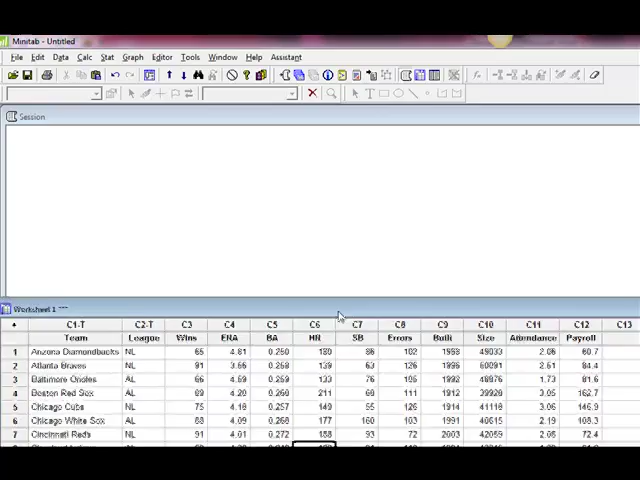 Minitab - Untitled
File Edit Data Calc Stat Graph Editor Tools Window Help Assistant
Session
Worksheet 1 ***
C1-T C2-T C3 C4 C5 C6 C7 C8 C9 C10 C11 C12 C13
Team League Wins ERA BA HR SB Errors Built Size Attendance Payroll
1 Arizona Diamondbacks NL 65 4.81 0.250 180 86 102 1998 49033 2.06 60.7
2 Atlanta Braves NL 91 3.56 0.258 139 63 126 1996 50091 2.51 84.4
3 Baltimore Orioles AL 66 4.59 0.259 133 76 105 1992 48876 1.73 81.6
4 Boston Red Sox AL 89 4.20 0.268 211 68 111 1912 39928 3.05 162.7
5 Chicago Cubs NL 75 4.18 0.257 149 55 126 1914 41118 3.06 146.9
6 Chicago White Sox AL 88 4.09 0.268 177 160 103 1991 40615 2.19 108.3
7 Cincinnati Reds NL 91 4.01 0.272 188 93 72 2003 42059 2.06 72.4